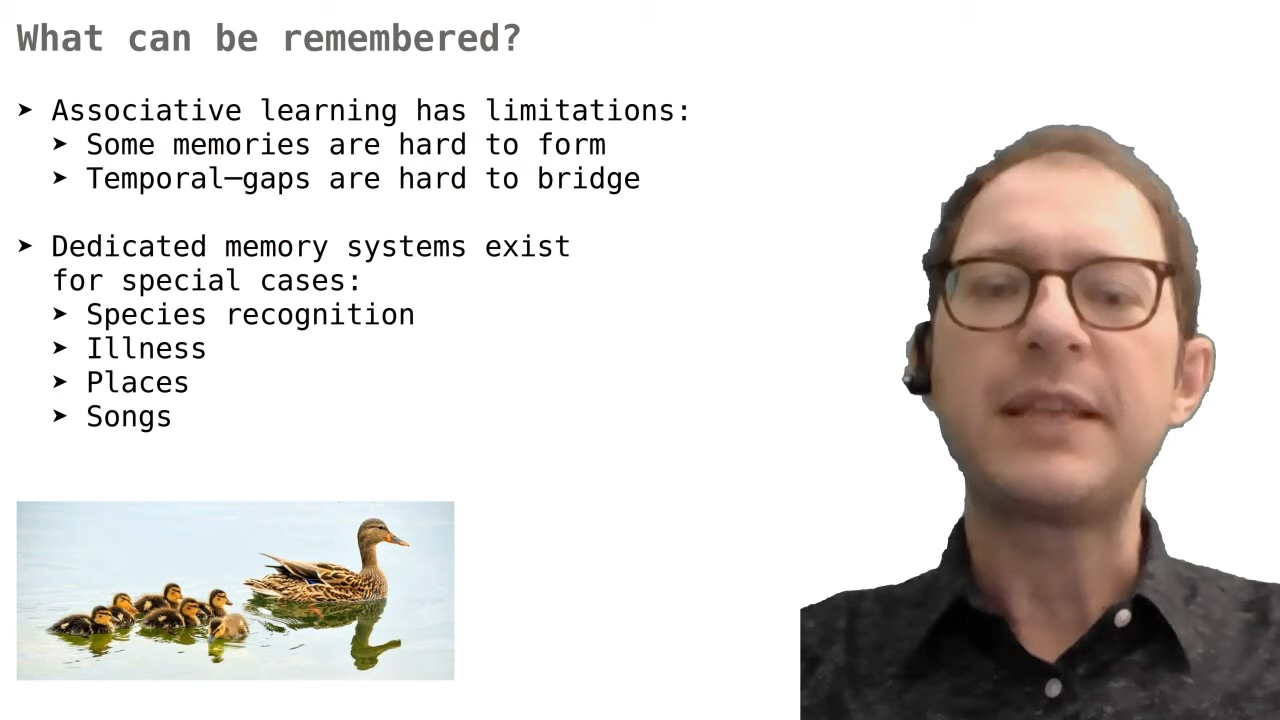 What can be remembered?
➤ Associative learning has limitations:
➤ Some memories are hard to form
➤ Temporal–gaps are hard to bridge
➤ Dedicated memory systems exist
for special cases:
➤ Species recognition
➤ Illness
➤ Places
➤ Songs